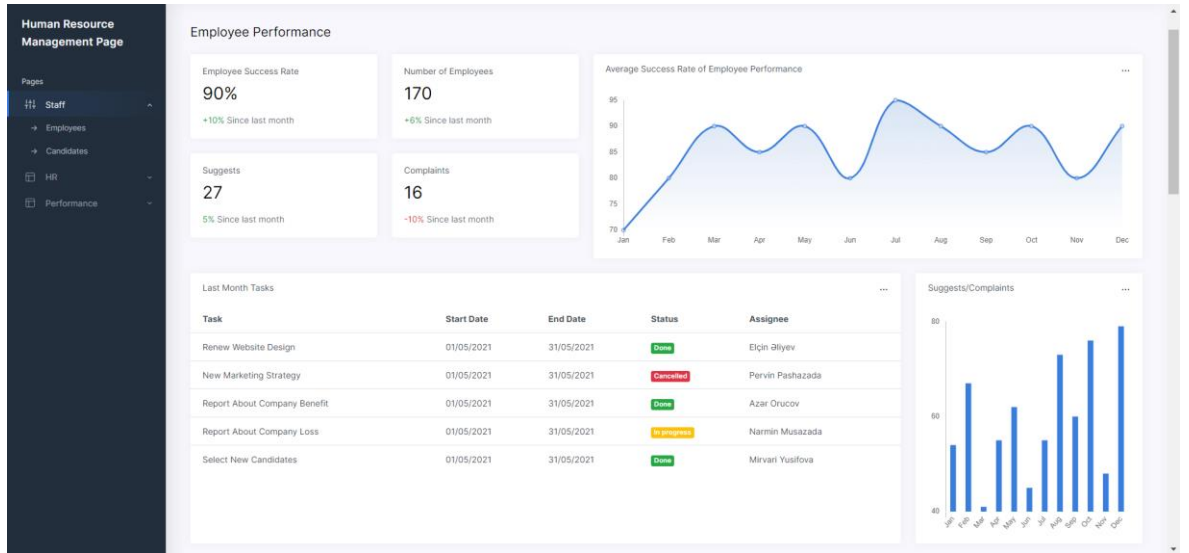 Human Resource
Management Page
Pages
Staff
Employees
Candidates
HR
Performance
Employee Performance
Employee Success Rate
90%
+10% Since last month
Number of Employees
170
+6% Since last month
Suggests
27
5% Since last month
Complaints
16
-10% Since last month
Average Success Rate of Employee Performance
...
95
90
85
80
75
70
Jan Feb Mar Apr May Jun Jul Aug Sep Oct Nov Dec
Last Month Tasks ...
Task Start Date End Date Status Assignee
Renew Website Design 01/05/2021 31/05/2021 Done Elçin Əliyev
New Marketing Strategy 01/05/2021 31/05/2021 Cancelled Pervin Pashazada
Report About Company Benefit 01/05/2021 31/05/2021 Done Azar Orucov
Report About Company Loss 01/05/2021 31/05/2021 In progress Narmin Musazada
Select New Candidates 01/05/2021 31/05/2021 Done Mirvari Yusifova
Suggests/Complaints ...
80
60
40
Jan Feb Mar Apr May Jun Jul Aug Sep Oct Nov Dec